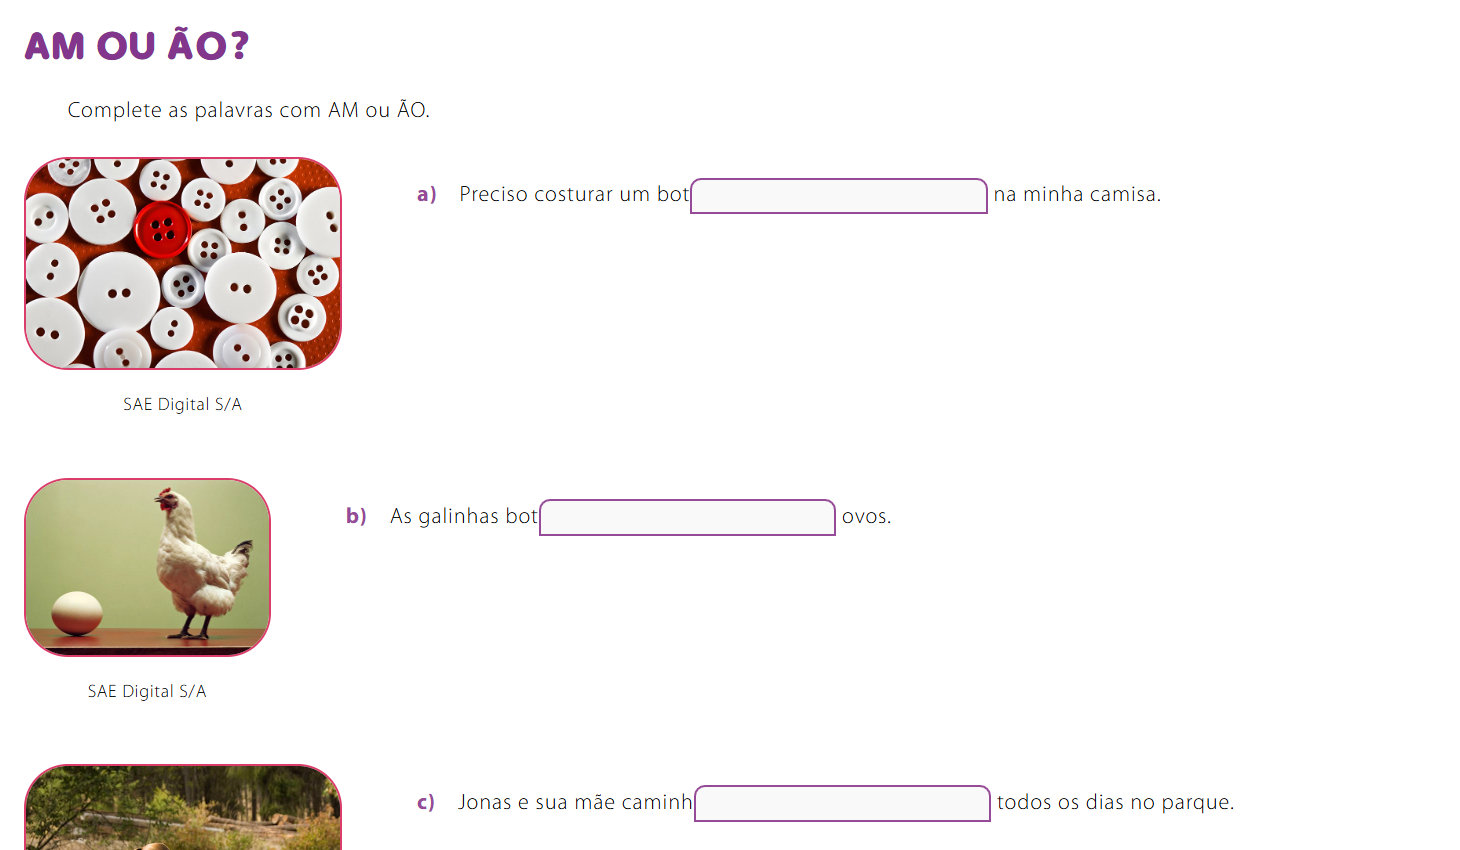 AM OU ÃO?
Complete as palavras com AM ou ÃO.
a) Preciso costurar um bot na minha camisa.
SAE Digital S/A
b) As galinhas bot ovos.
SAE Digital S/A
c) Jonas e sua mãe caminh todos os dias no parque.